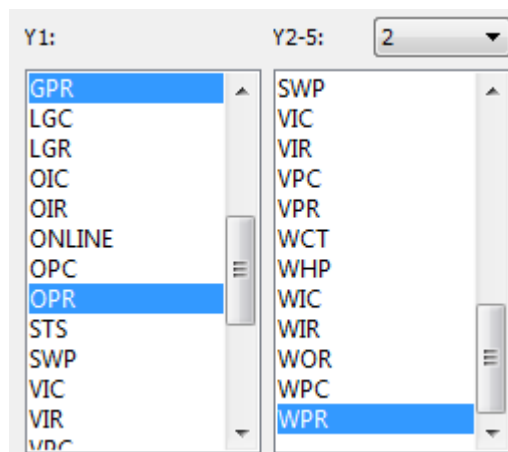 Y1:
GPR
LGC
LGR
OIC
OIR
ONLINE
OPC
OPR
STS
SWP
VIC
VIR
VPC
Y2-5:
2
SWP
VIC
VIR
VPC
VPR
WCT
WHP
WIC
WIR
WOR
WPC
WPR